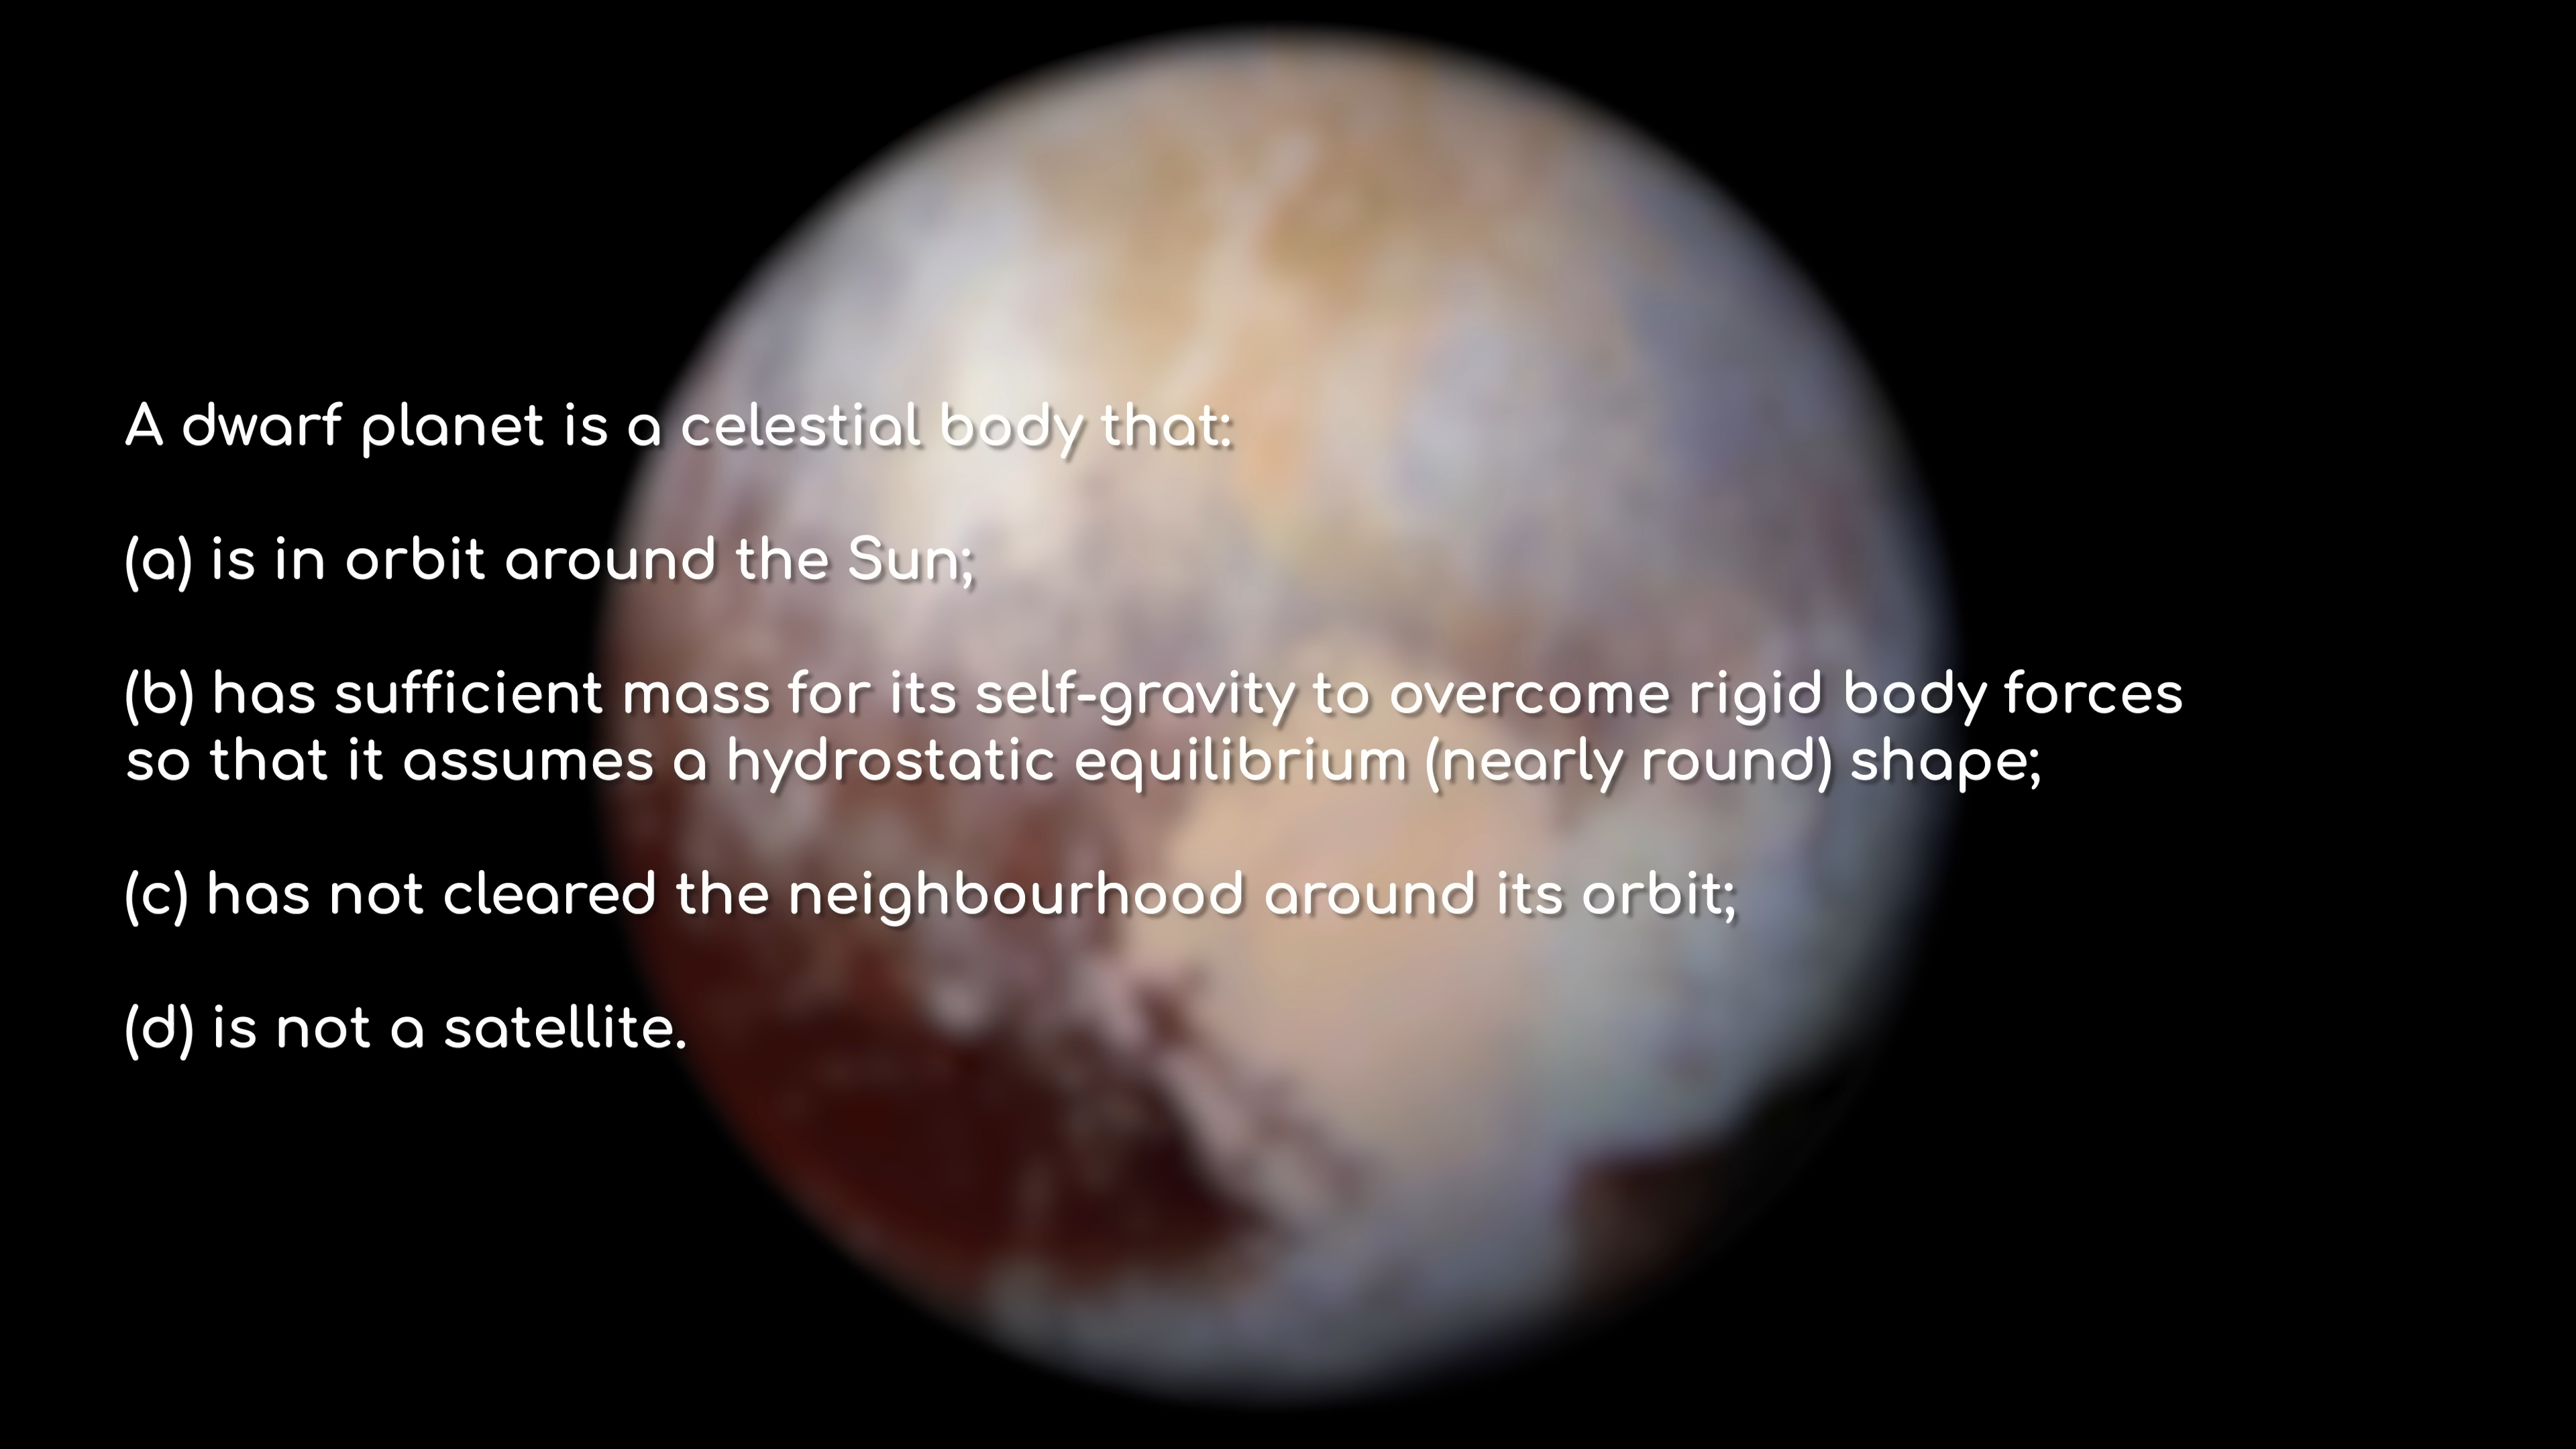 A dwarf planet is a celestial body that:
(a) is in orbit around the Sun;
(b) has sufficient mass for its self-gravity to overcome rigid body forces
so that it assumes a hydrostatic equilibrium (nearly round) shape;
(c) has not cleared the neighbourhood around its orbit;
(d) is not a satellite.